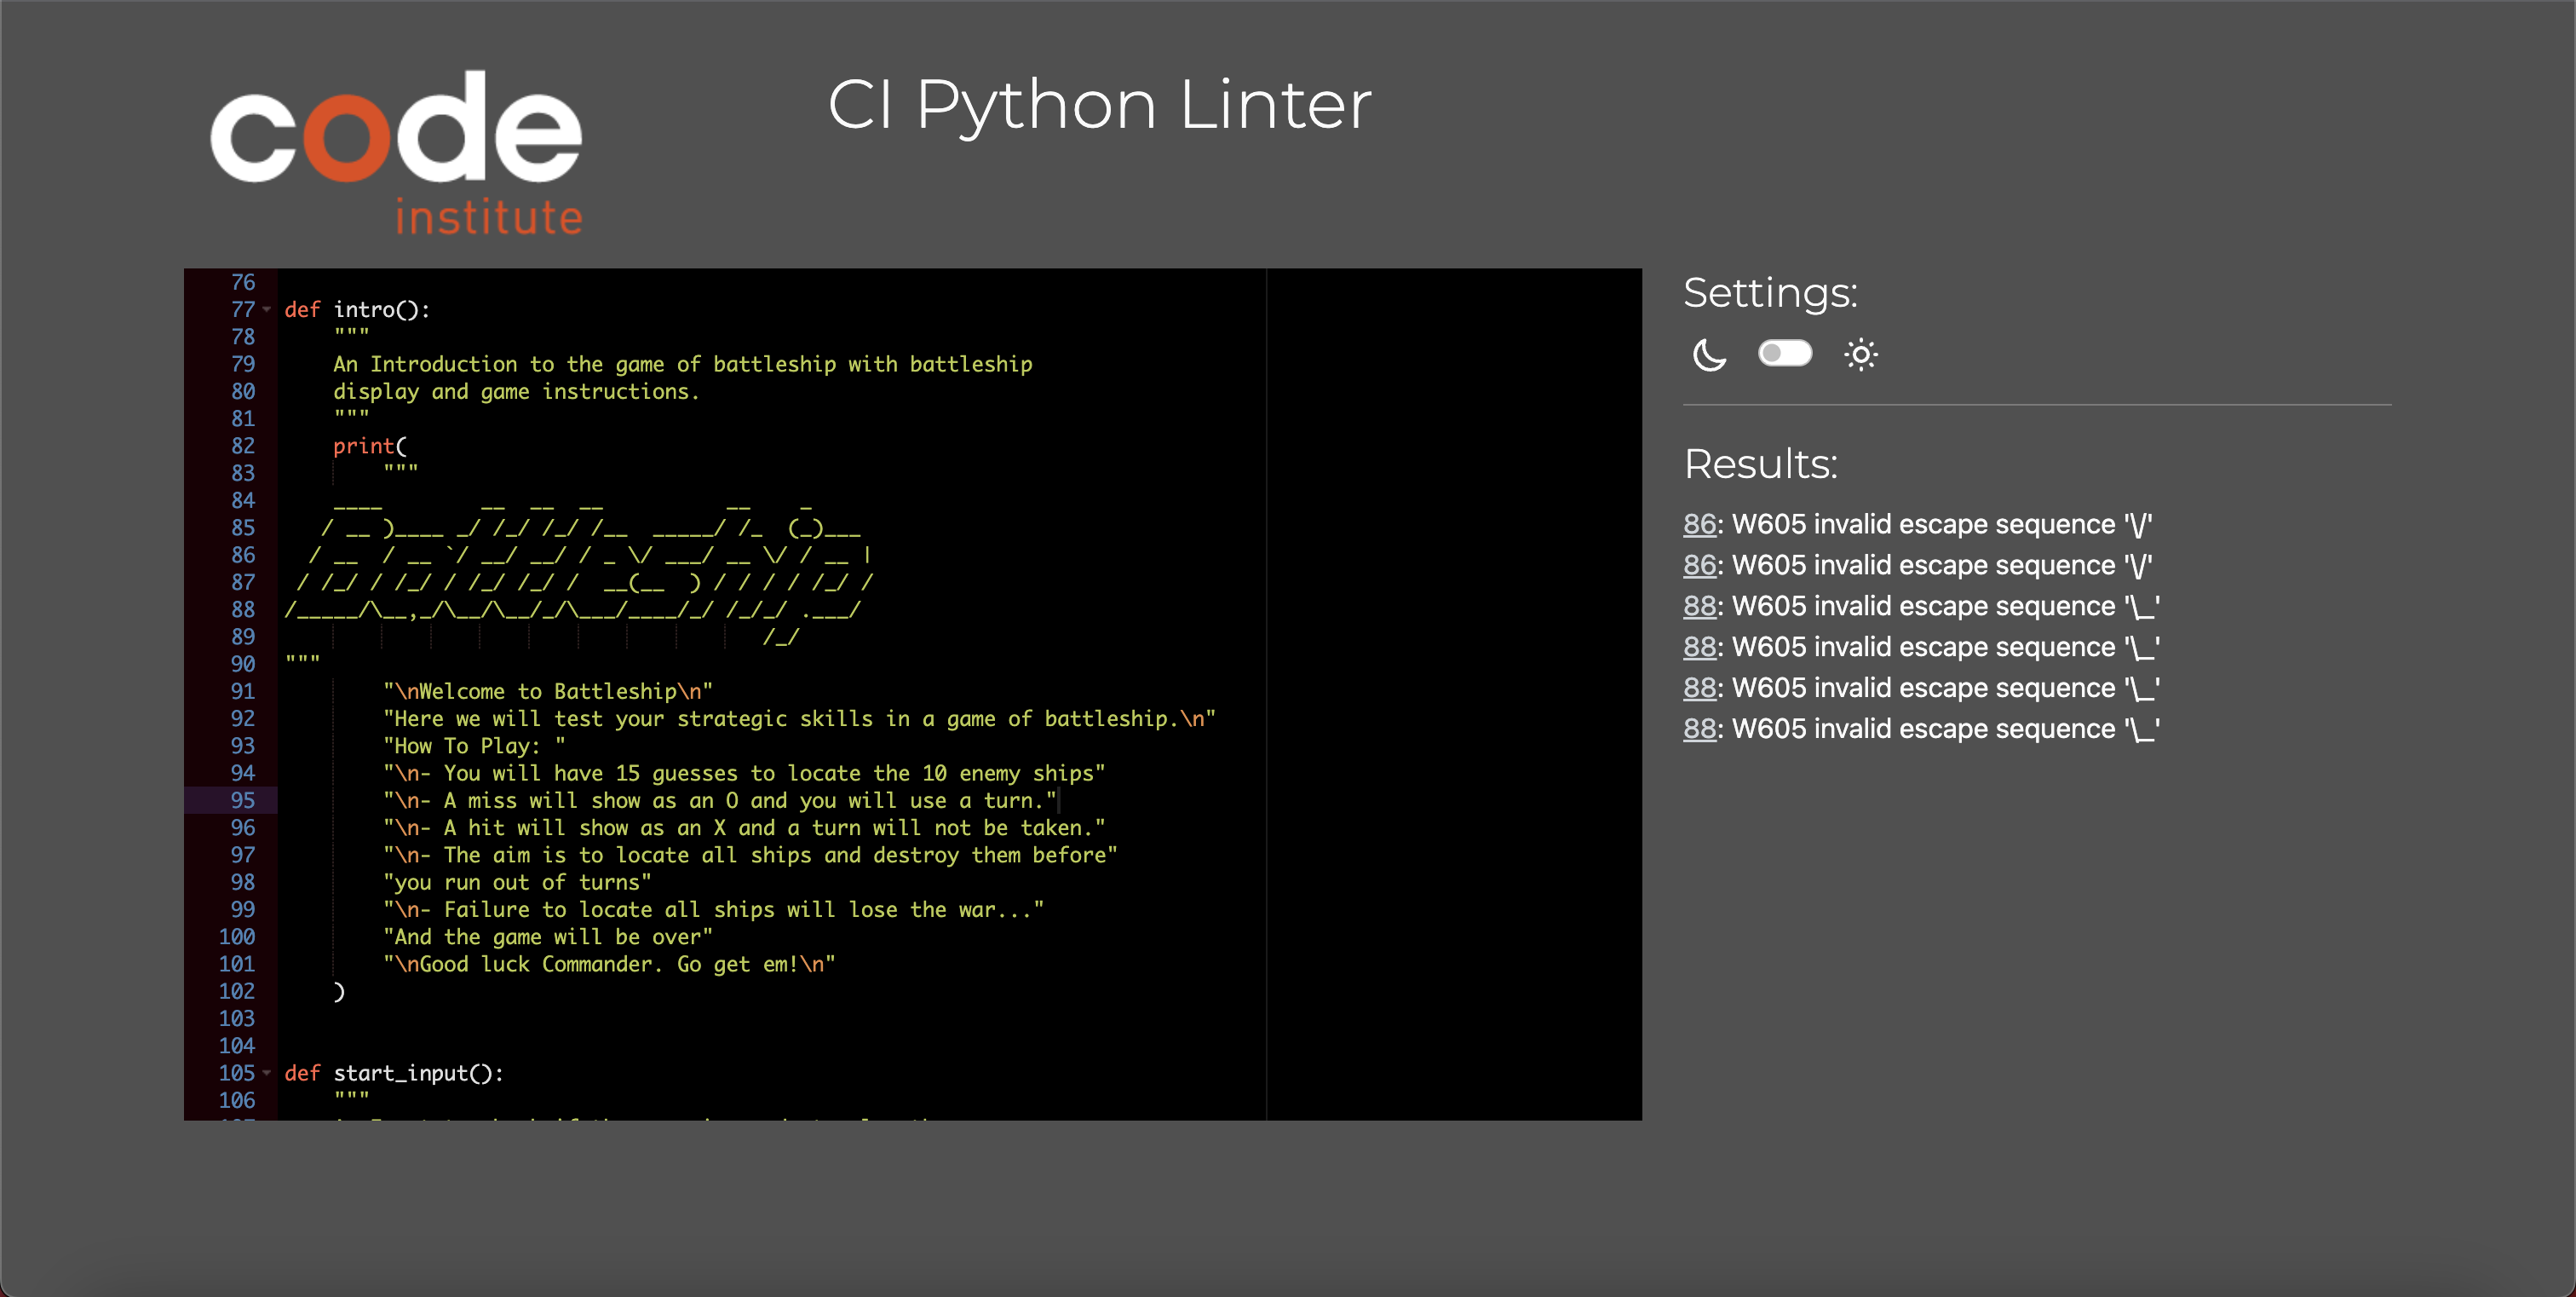 code
institute
CI Python Linter
76
77 def intro():
78     """
79     An Introduction to the game of battleship with battleship
80     display and game instructions.
81     """
82     print(
83         """
84     ____        __  __  __          __    _
85    / __ )____ _/ /_/ /_/ /__  _____/ /_  (_)___
86   / __  / __ `/ __/ __/ / _ \/ ___/ __ \/ / __ |
87  / /_/ / /_/ / /_/ /_/ /  __(__  ) / / / / /_/ /
88 /_____/\__,_/\__/\__/_/\___/____/_/ /_/_/ .___/
89                                        /_/
90 """
91         "\nWelcome to Battleship\n"
92         "Here we will test your strategic skills in a game of battleship.\n"
93         "How To Play: "
94         "\n- You will have 15 guesses to locate the 10 enemy ships"
95         "\n- A miss will show as an O and you will use a turn."
96         "\n- A hit will show as an X and a turn will not be taken."
97         "\n- The aim is to locate all ships and destroy them before"
98         "you run out of turns"
99         "\n- Failure to locate all ships will lose the war..."
100         "And the game will be over"
101         "\nGood luck Commander. Go get em!\n"
102     )
103
104
105 def start_input():
106     """
Settings:
Results:
86: W605 invalid escape sequence '\/'
86: W605 invalid escape sequence '\/'
88: W605 invalid escape sequence '\_'
88: W605 invalid escape sequence '\_'
88: W605 invalid escape sequence '\_'
88: W605 invalid escape sequence '\_'